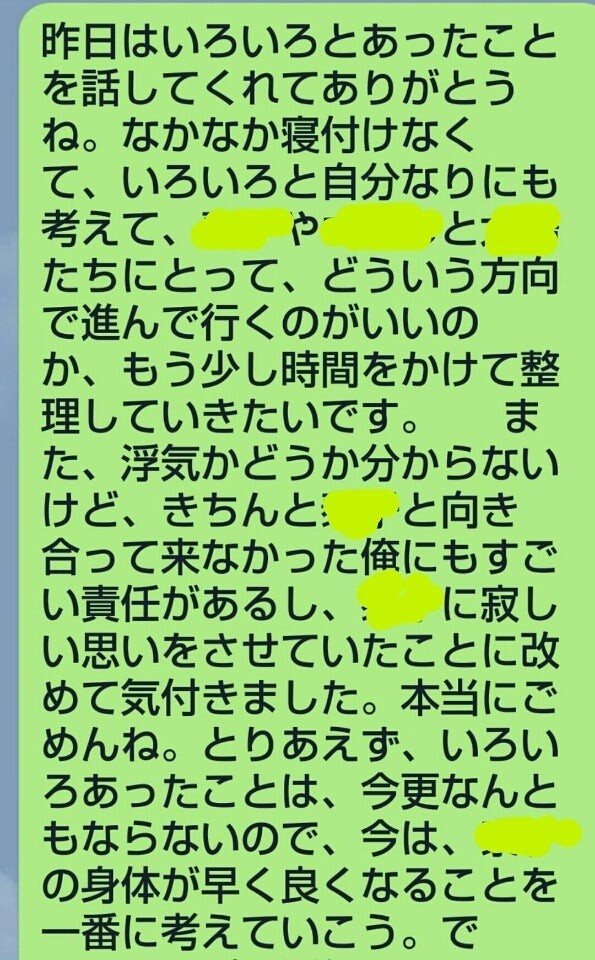 昨日はいろいろとあったこと
を話してくれてありがとう
ね。なかなか寝付けなく
て、いろいろと自分なりにも
考えて、 や と
たちにとって、どういう方向
で進んで行くのがいいの
か、もう少し時間をかけて整
理していきたいです。 ま
た、浮気かどうか分からない
けど、きちんと と向き
合って来なかった俺にもすご
い責任があるし、 に寂し
い思いをさせていたことに改
めて気付きました。本当にご
めんね。とりあえず、いろい
ろあったことは、今更なんと
もならないので、今は、
の身体が早く良くなることを
一番に考えていこう。で